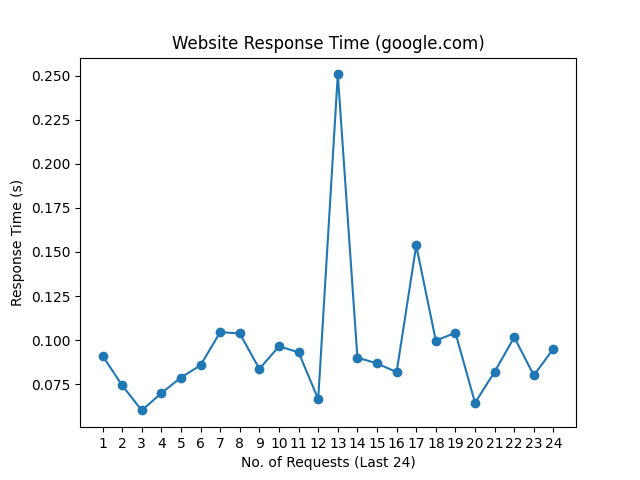 Website Response Time (google.com)
Response Time (s)
0.250
0.225
0.200
0.175
0.150
0.125
0.100
0.075
1 2 3 4 5 6 7 8 9 10 11 12 13 14 15 16 17 18 19 20 21 22 23 24
No. of Requests (Last 24)